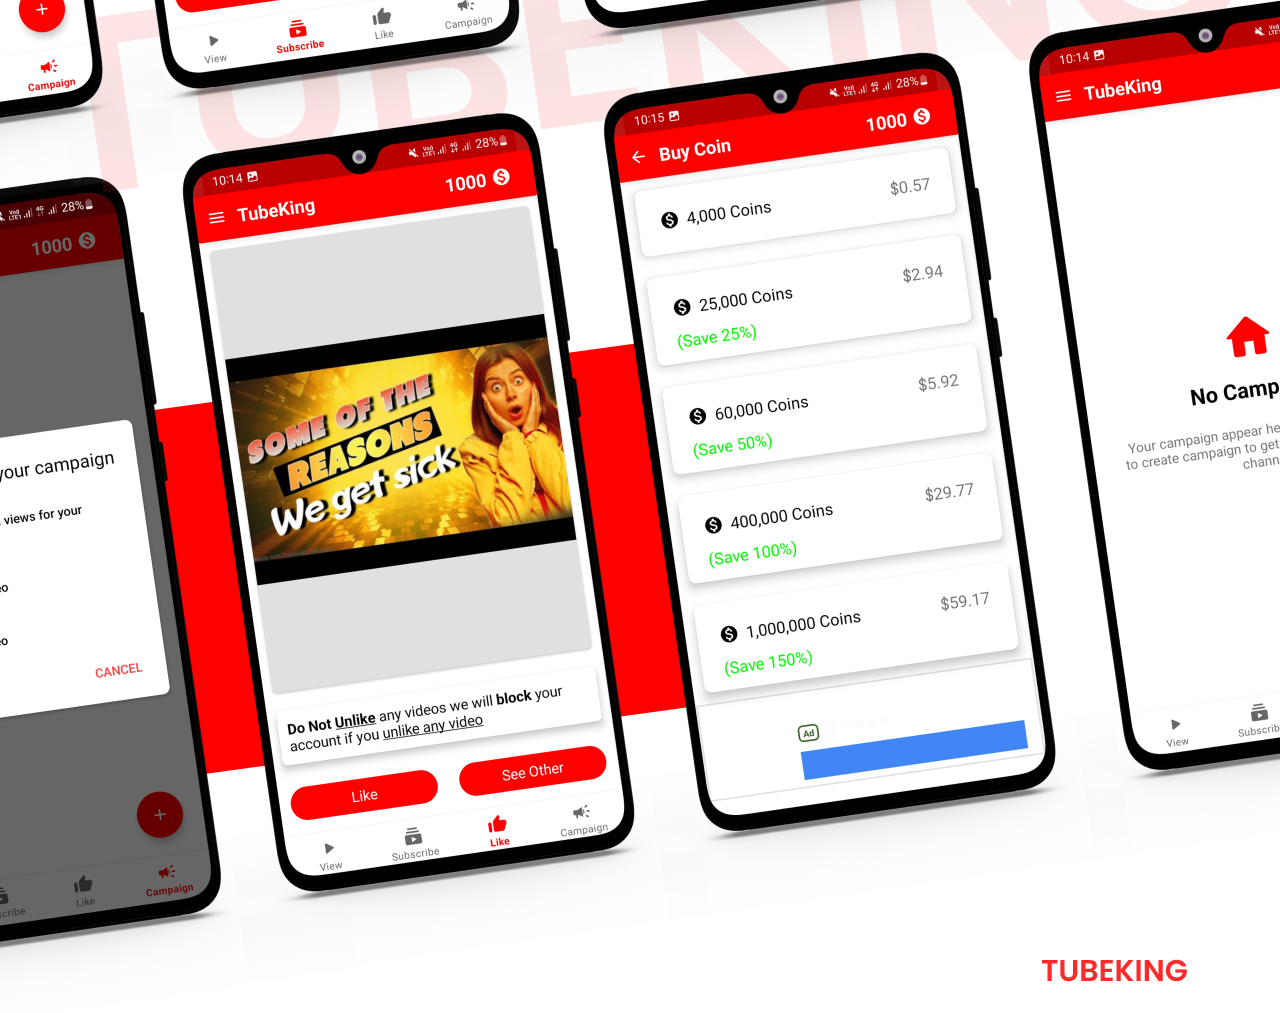 TUBEKING
Campaign
View
Subscribe
Like
Campaign
28%
1000
your campaign
views for your
CANCEL
Like
Campaign
10:14
28%
TubeKing
1000
SOME OF THE
REASONS
We get sick
Do Not Unlike any videos we will block your
account if you unlike any video
Like
See Other
View
Subscribe
Like
Campaign
10:15
28%
Buy Coin
1000
4,000 Coins
$0.57
25,000 Coins
$2.94
(Save 25%)
60,000 Coins
$5.92
(Save 50%)
400,000 Coins
$29.77
(Save 100%)
1,000,000 Coins
$59.17
(Save 150%)
Ad
10:14
TubeKing
No Camp
Your campaign appear he
to create campaign to get
chann
View
Subscrib
TUBEKING